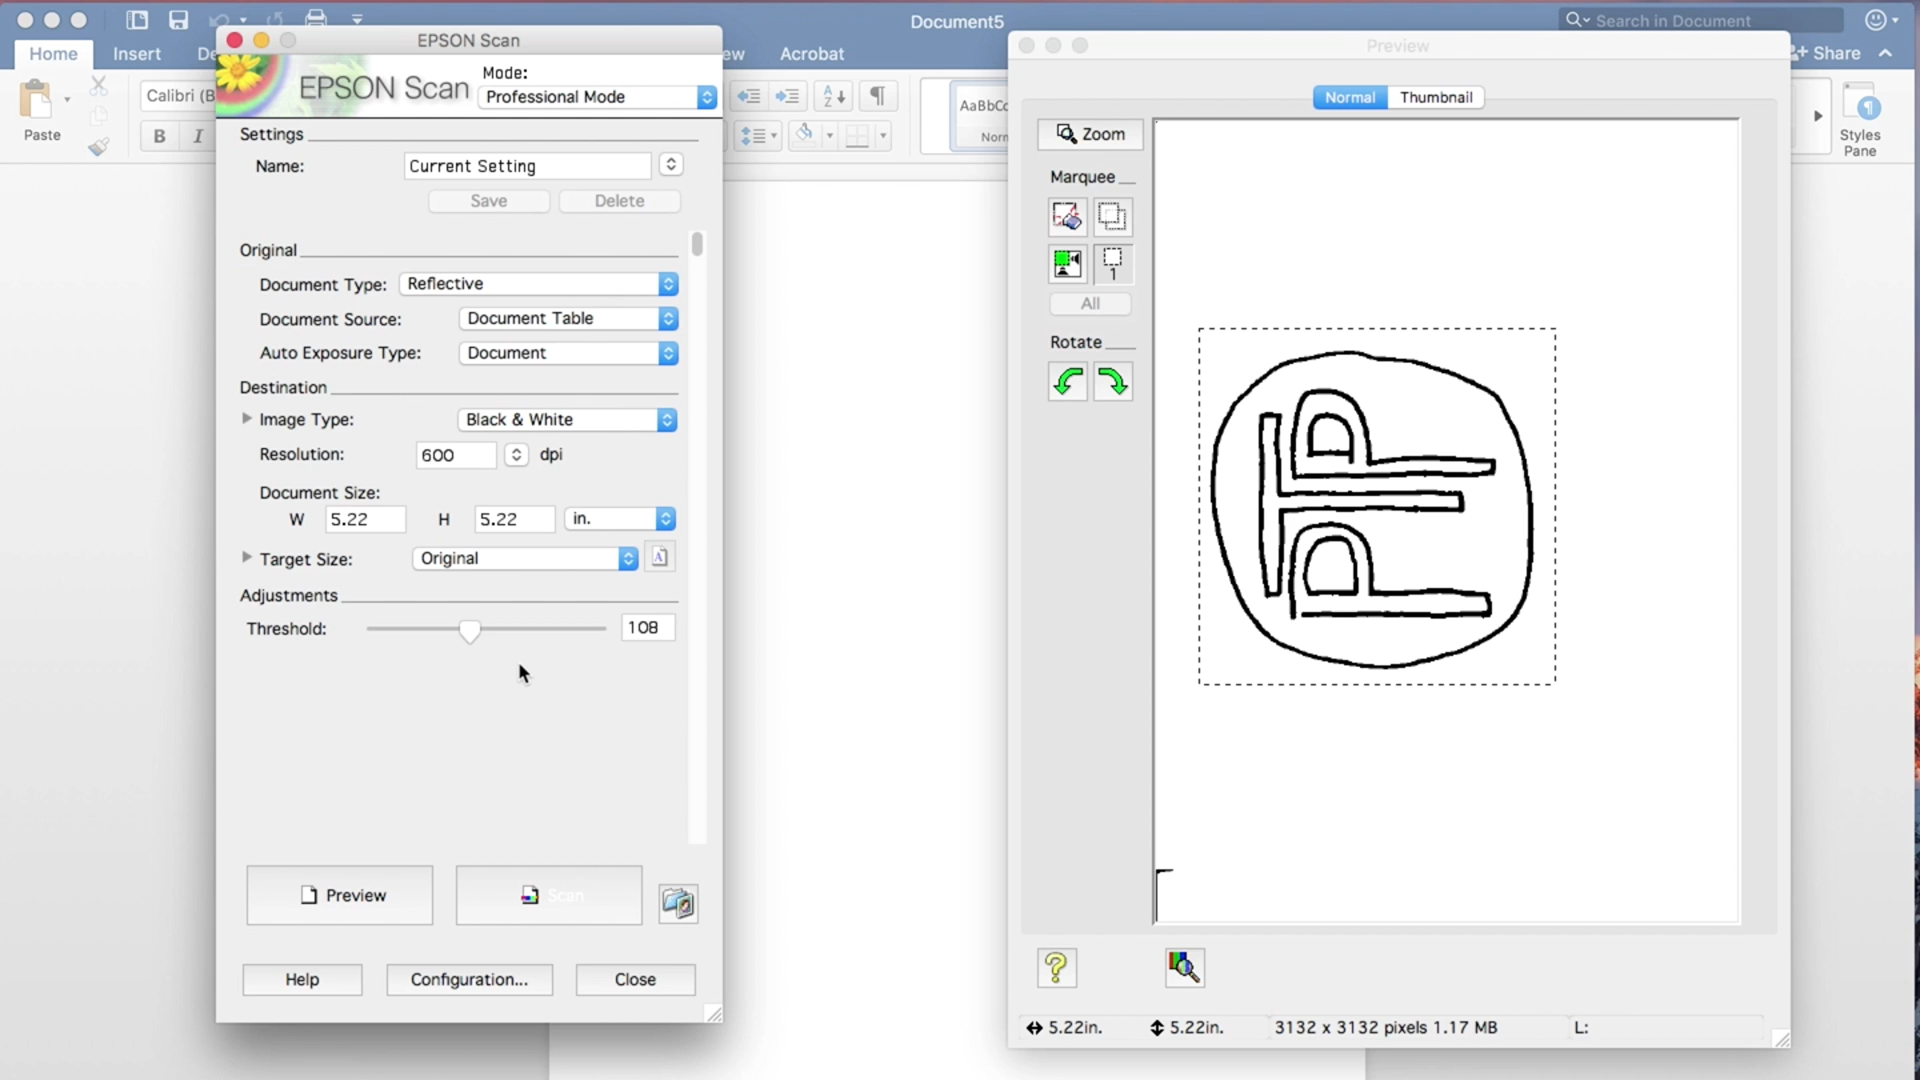 Document5
Search in Document
Home
Insert
Acrobat
Share
Paste
Calibri (B
B
I
AaBbCc
Norm
Styles
Pane
EPSON Scan
EPSON Scan
Mode:
Professional Mode
Settings
Name:
Current Setting
Save
Delete
Original
Document Type:
Reflective
Document Source:
Document Table
Auto Exposure Type:
Document
Destination
Image Type:
Black & White
Resolution:
600
dpi
Document Size:
W
5.22
H
5.22
in.
Target Size:
Original
A
Adjustments
Threshold:
108
Preview
Scan
Help
Configuration...
Close
Preview
Normal
Thumbnail
Zoom
Marquee
1
All
Rotate
?
5.22in.
5.22in.
3132 x 3132 pixels 1.17 MB
L: